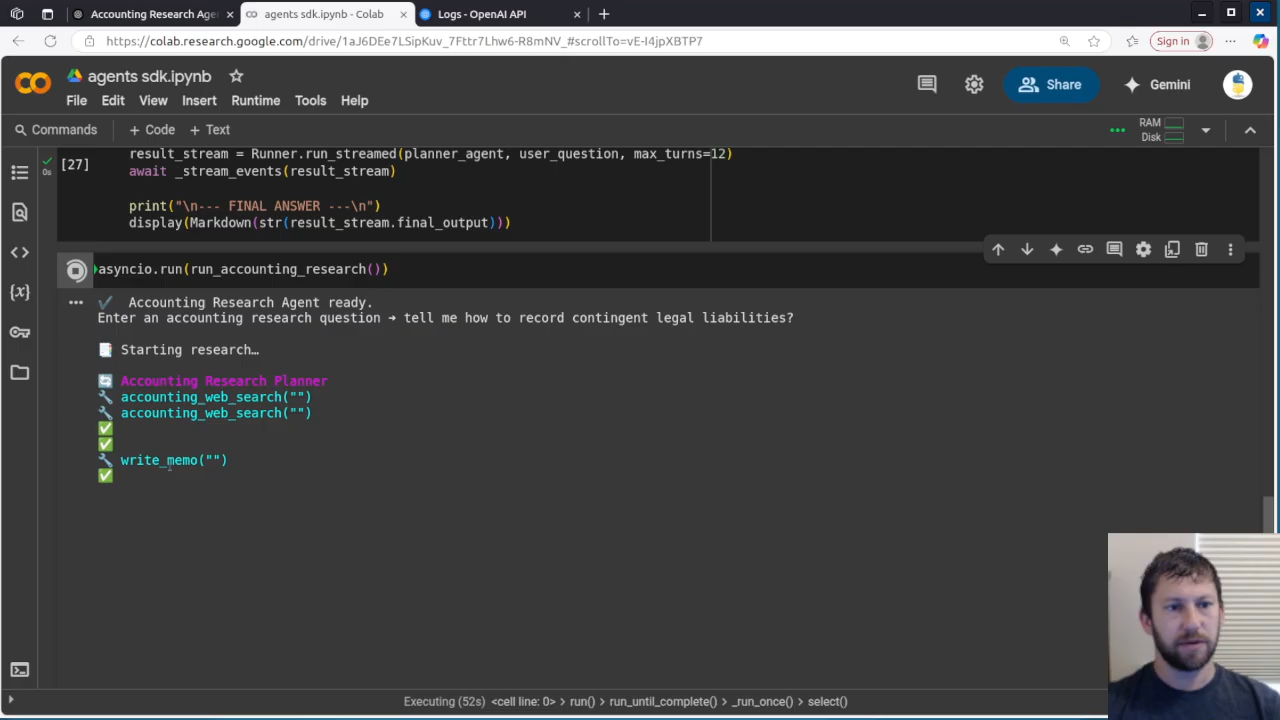 Accounting Research Age
agents sdk.ipynb - Colab
Logs - OpenAI API
https://colab.research.google.com/drive/1aJ6DEe7LSipKuv_7Fttr7Lhw6-R8mNV_#scrollTo=vE-I4jpXBTP7
Sign in
agents sdk.ipynb
File Edit View Insert Runtime Tools Help
Share
Gemini
Commands + Code + Text
RAM
Disk
[27]
0s
result_stream = Runner.run_streamed(planner_agent, user_question, max_turns=12)
await _stream_events(result_stream)
print("\n--- FINAL ANSWER ---\n")
display(Markdown(str(result_stream.final_output)))
asyncio.run(run_accounting_research())
✔ Accounting Research Agent ready.
Enter an accounting research question → tell me how to record contingent legal liabilities?
Starting research…
Accounting Research Planner
accounting_web_search("")
accounting_web_search("")
write_memo("")
Executing (52s) <cell line: 0> > run() > run_until_complete() > _run_once() > select()